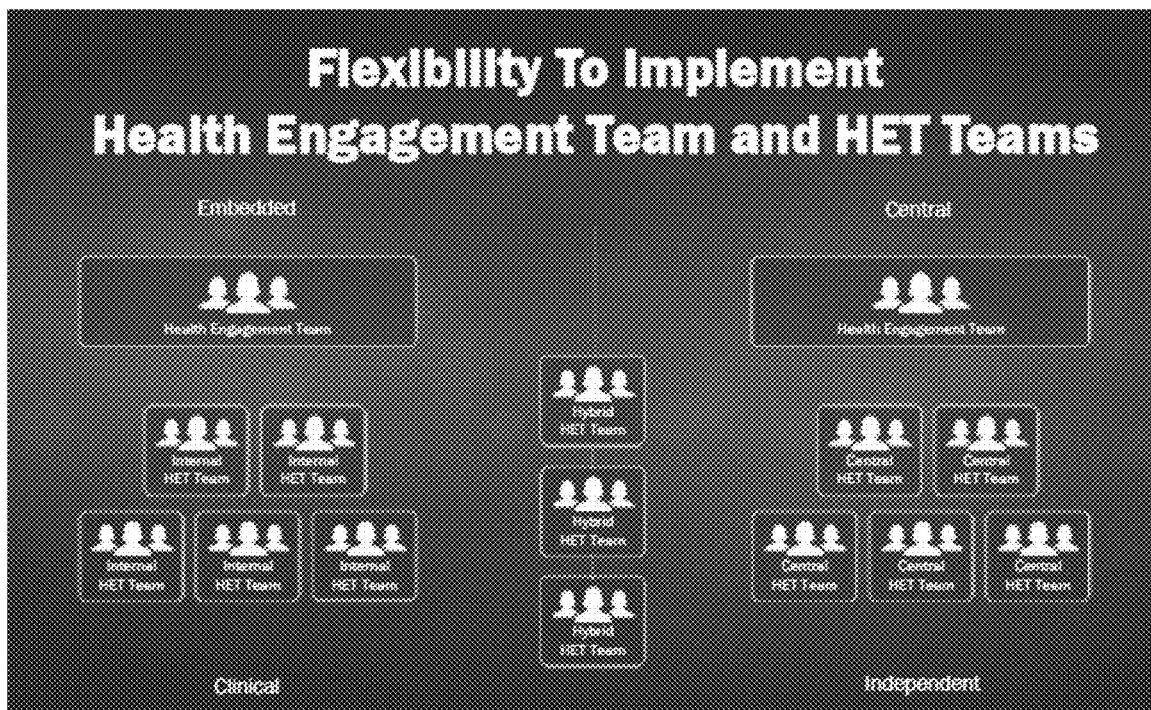 Flexibility To Implement
Health Engagement Team and HET Teams
Embedded
Central
Health Engagement Team
Health Engagement Team
Hybrid
HET Team
Internal
HET Team
Internal
HET Team
Central
HET Team
Central
HET Team
Hybrid
HET Team
Internal
HET Team
Internal
HET Team
Internal
HET Team
Central
HET Team
Central
HET Team
Central
HET Team
Hybrid
HET Team
Clinical
Independent